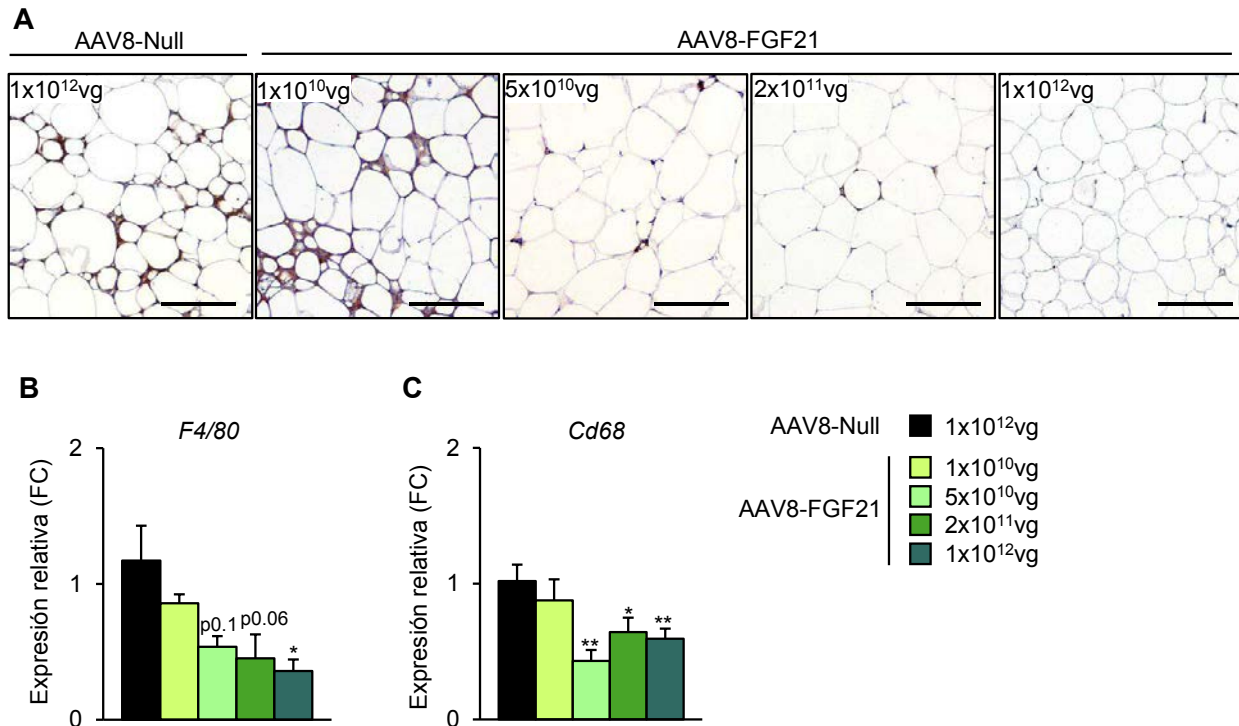 A
AAV8-Null
AAV8-FGF21
1x10¹²vg
1x10¹⁰vg
5x10¹⁰vg
2x10¹¹vg
1x10¹²vg
B
F4/80
Expresión relativa (FC)
2
1
0
p0.1
p0.06
*
C
Cd68
Expresión relativa (FC)
2
1
0
**
*
**
AAV8-Null
1x10¹²vg
AAV8-FGF21
1x10¹⁰vg
5x10¹⁰vg
2x10¹¹vg
1x10¹²vg